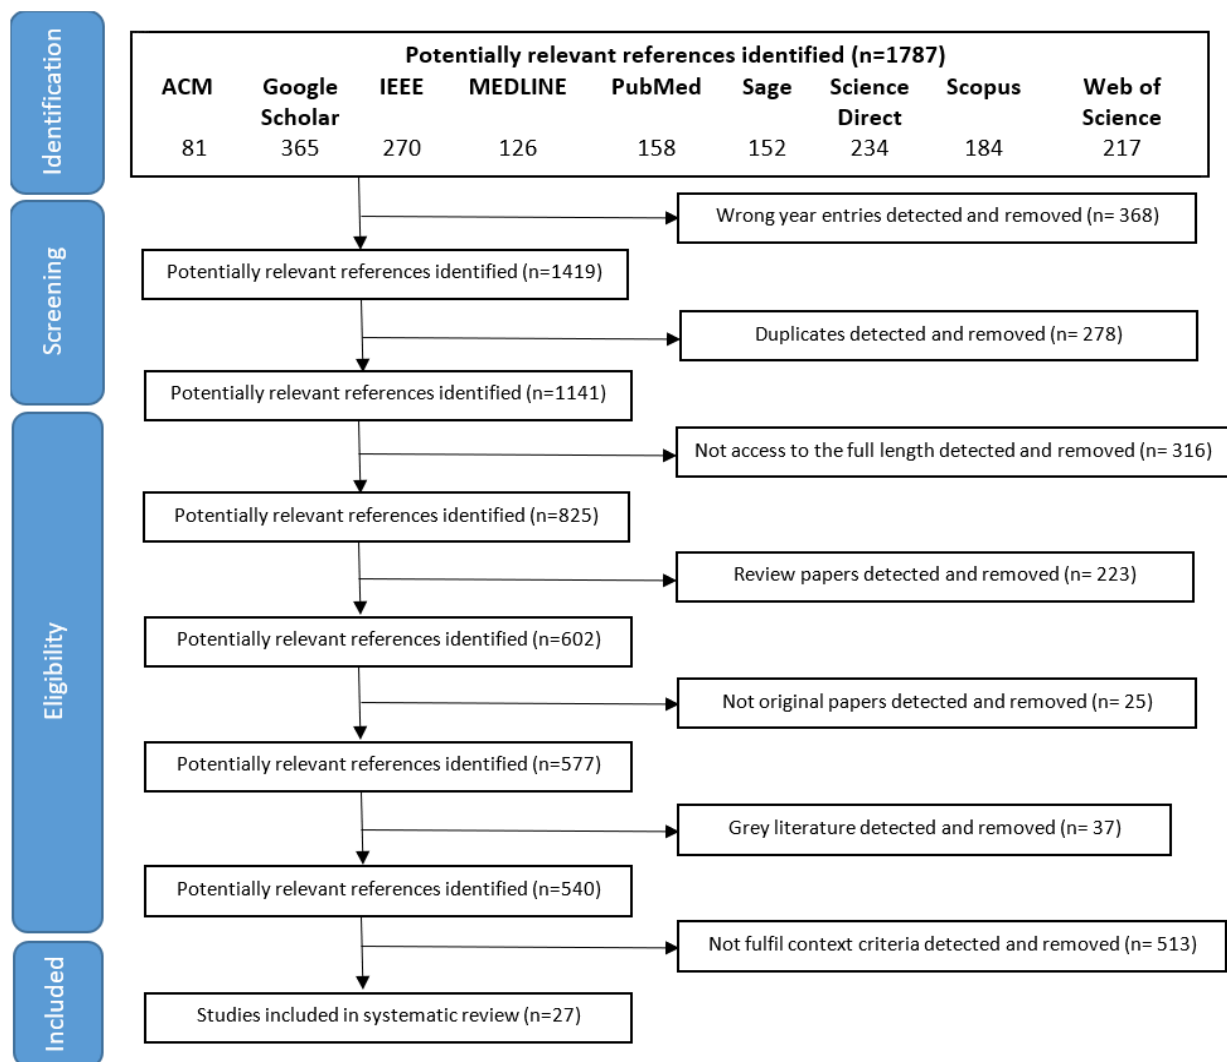 Identification
Potentially relevant references identified (n=1787)
ACM Google Scholar IEEE MEDLINE PubMed Sage Science Direct Scopus Web of Science
81 365 270 126 158 152 234 184 217
Screening
Wrong year entries detected and removed (n= 368)
Potentially relevant references identified (n=1419)
Duplicates detected and removed (n= 278)
Potentially relevant references identified (n=1141)
Eligibility
Not access to the full length detected and removed (n= 316)
Potentially relevant references identified (n=825)
Review papers detected and removed (n= 223)
Potentially relevant references identified (n=602)
Not original papers detected and removed (n= 25)
Potentially relevant references identified (n=577)
Grey literature detected and removed (n= 37)
Potentially relevant references identified (n=540)
Included
Not fulfil context criteria detected and removed (n= 513)
Studies included in systematic review (n=27)